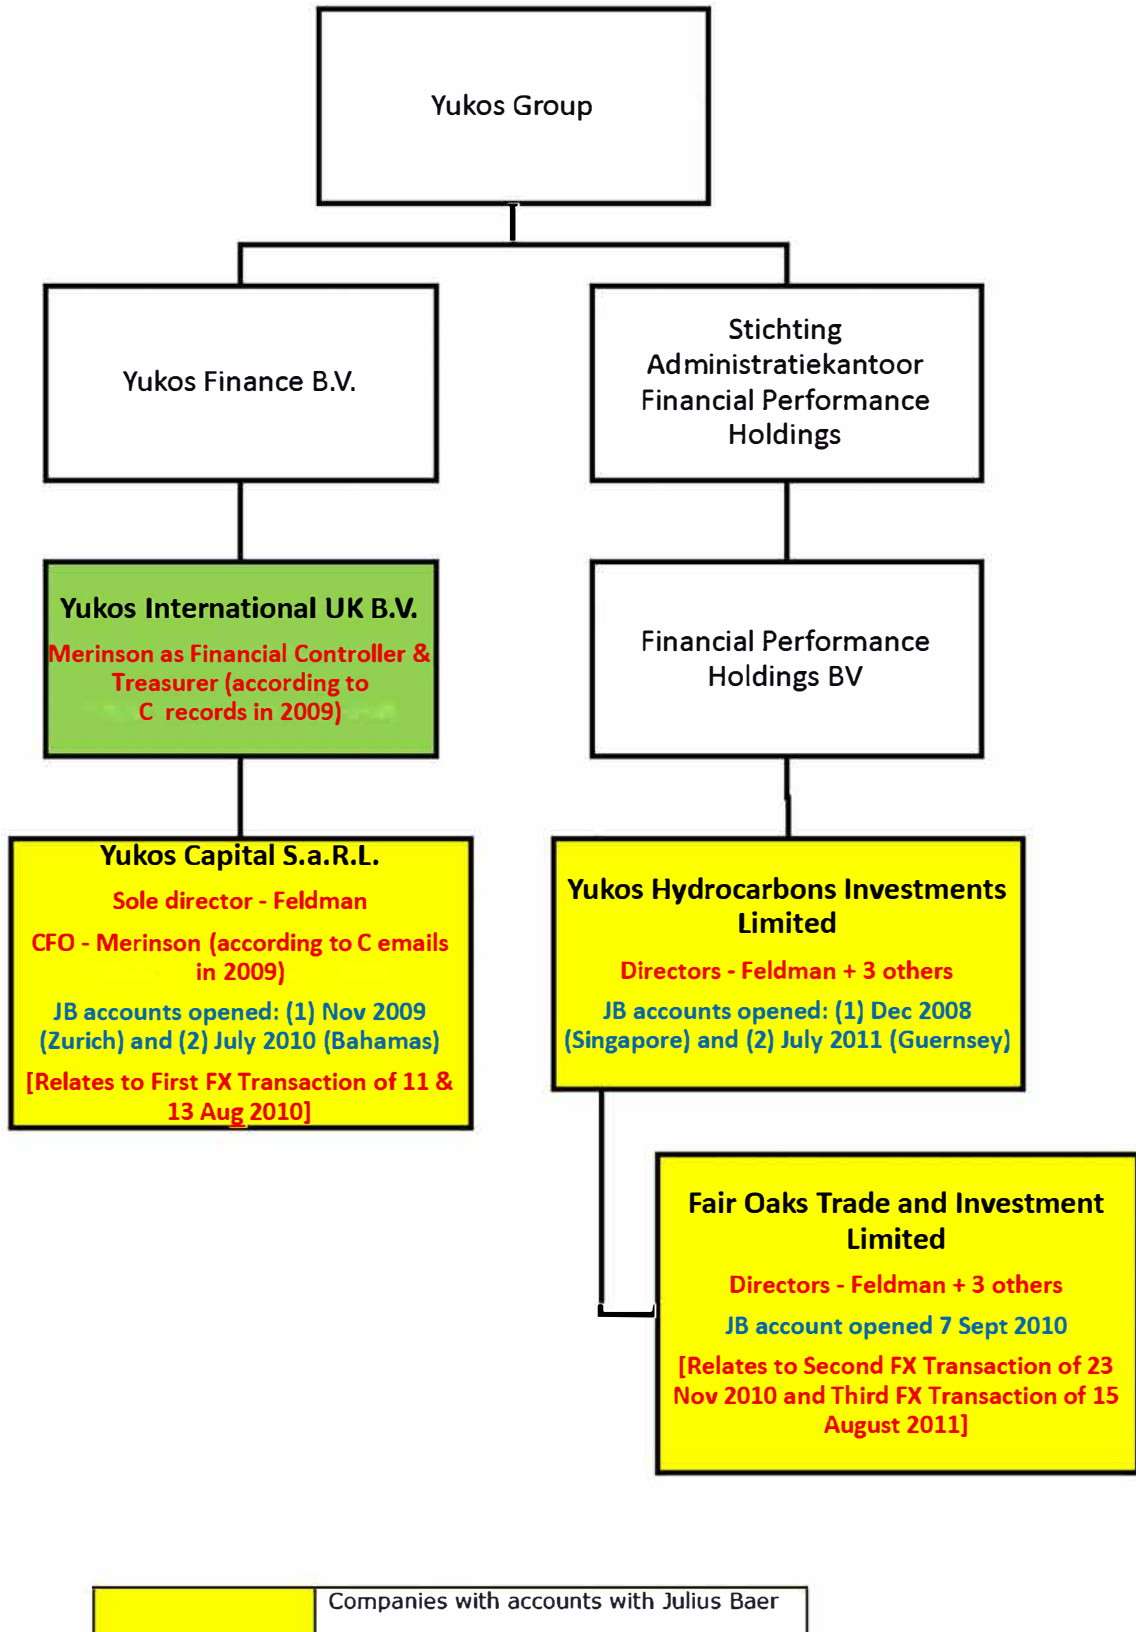 Yukos Group
Yukos Finance B.V.
Stichting
Administratiekantoor
Financial Performance
Holdings
Yukos International UK B.V.
Merinson as Financial Controller &
Treasurer (according to
C records in 2009)
Financial Performance
Holdings BV
Yukos Capital S.a.R.L.
Sole director - Feldman
CFO - Merinson (according to C emails
in 2009)
JB accounts opened: (1) Nov 2009
(Zurich) and (2) July 2010 (Bahamas)
[Relates to First FX Transaction of 11 &
13 Aug 2010]
Yukos Hydrocarbons Investments
Limited
Directors - Feldman + 3 others
JB accounts opened: (1) Dec 2008
(Singapore) and (2) July 2011 (Guernsey)
Fair Oaks Trade and Investment
Limited
Directors - Feldman + 3 others
JB account opened 7 Sept 2010
[Relates to Second FX Transaction of 23
Nov 2010 and Third FX Transaction of 15
August 2011]
Companies with accounts with Julius Baer